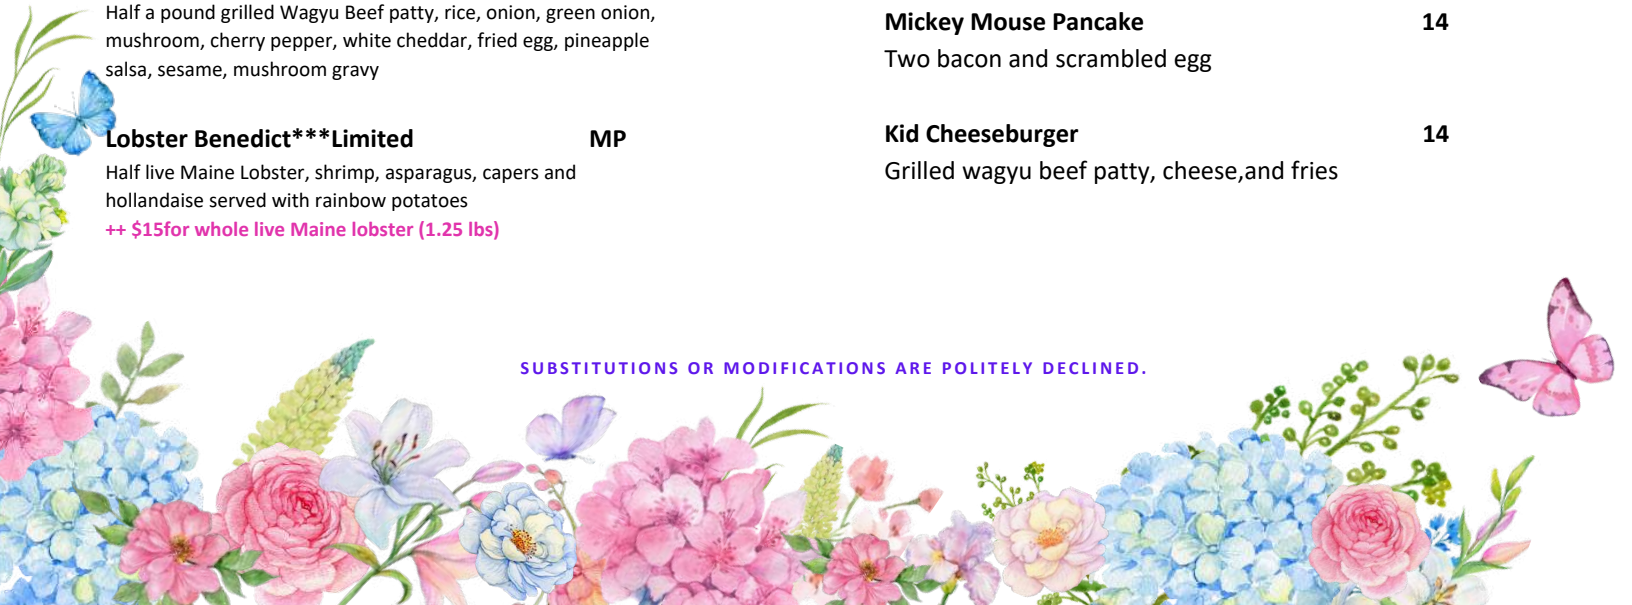 Half a pound grilled Wagyu Beef patty, rice, onion, green onion,
mushroom, cherry pepper, white cheddar, fried egg, pineapple
salsa, sesame, mushroom gravy
Lobster Benedict***Limited MP
Half live Maine Lobster, shrimp, asparagus, capers and
hollandaise served with rainbow potatoes
++ $15for whole live Maine lobster (1.25 lbs)
Mickey Mouse Pancake 14
Two bacon and scrambled egg
Kid Cheeseburger 14
Grilled wagyu beef patty, cheese,and fries
SUBSTITUTIONS OR MODIFICATIONS ARE POLITELY DECLINED.